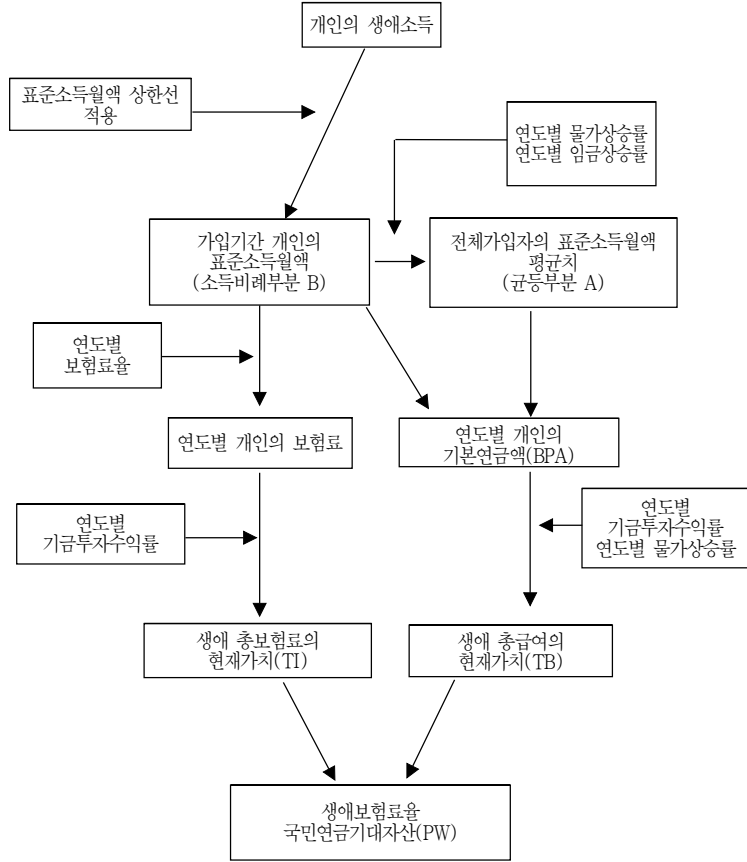 개인의 생애소득
표준소득월액 상한선
적용
연도별 물가상승률
연도별 임금상승률
가입기간 개인의
표준소득월액
(소득비례부분 B)
전체가입자의 표준소득월액
평균치
(균등부분 A)
연도별
보험료율
연도별 개인의 보험료
연도별 개인의
기본연금액(BPA)
연도별
기금투자수익률
연도별
기금투자수익률
연도별 물가상승률
생애 총보험료의
현재가치(TI)
생애 총급여의
현재가치(TB)
생애보험료율
국민연금기대자산(PW)